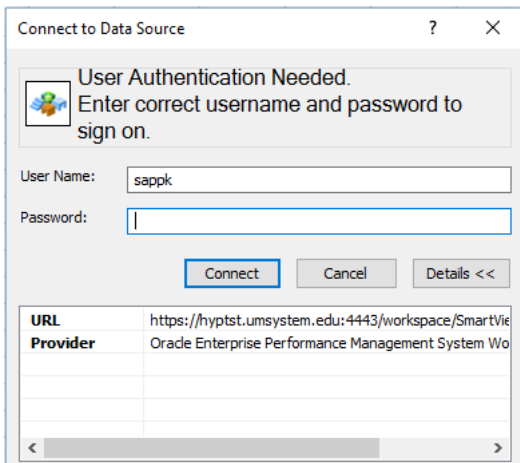 Connect to Data Source ? X
User Authentication Needed.
Enter correct username and password to
sign on.
User Name: sappk
Password:
Connect Cancel Details <<
URL https://hyptst.umsystem.edu:4443/workspace/SmartVie
Provider Oracle Enterprise Performance Management System Wo